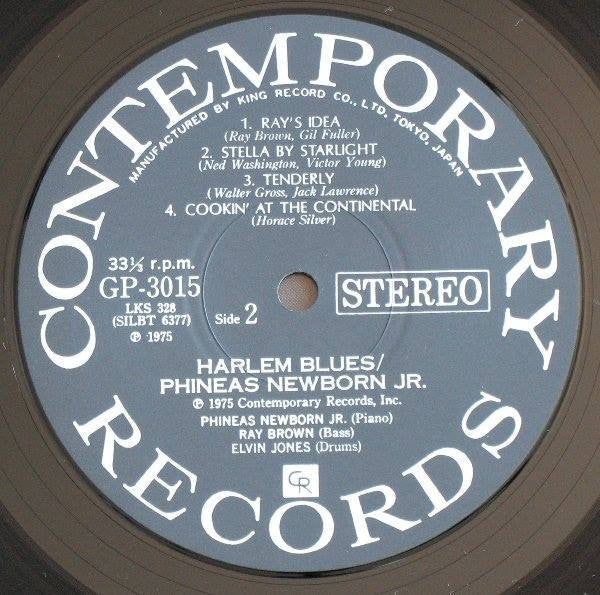 CONTEMPORARY
MANUFACTURED BY KING RECORD CO., LTD, TOKYO, JAPAN
1. RAY'S IDEA
(Ray Brown, Gil Fuller)
2. STELLA BY STARLIGHT
(Ned Washington, Victor Young)
3. TENDERLY
(Walter Gross, Jack Lawrence)
4. COOKIN' AT THE CONTINENTAL
(Horace Silver)
33⅓ r.p.m.
GP-3015
LKS 328
(SILBT 6377)
℗ 1975
Side 2
STEREO
HARLEM BLUES/
PHINEAS NEWBORN JR.
℗ 1975 Contemporary Records, Inc.
PHINEAS NEWBORN JR. (Piano)
RAY BROWN (Bass)
ELVIN JONES (Drums)
CR
RECORDS